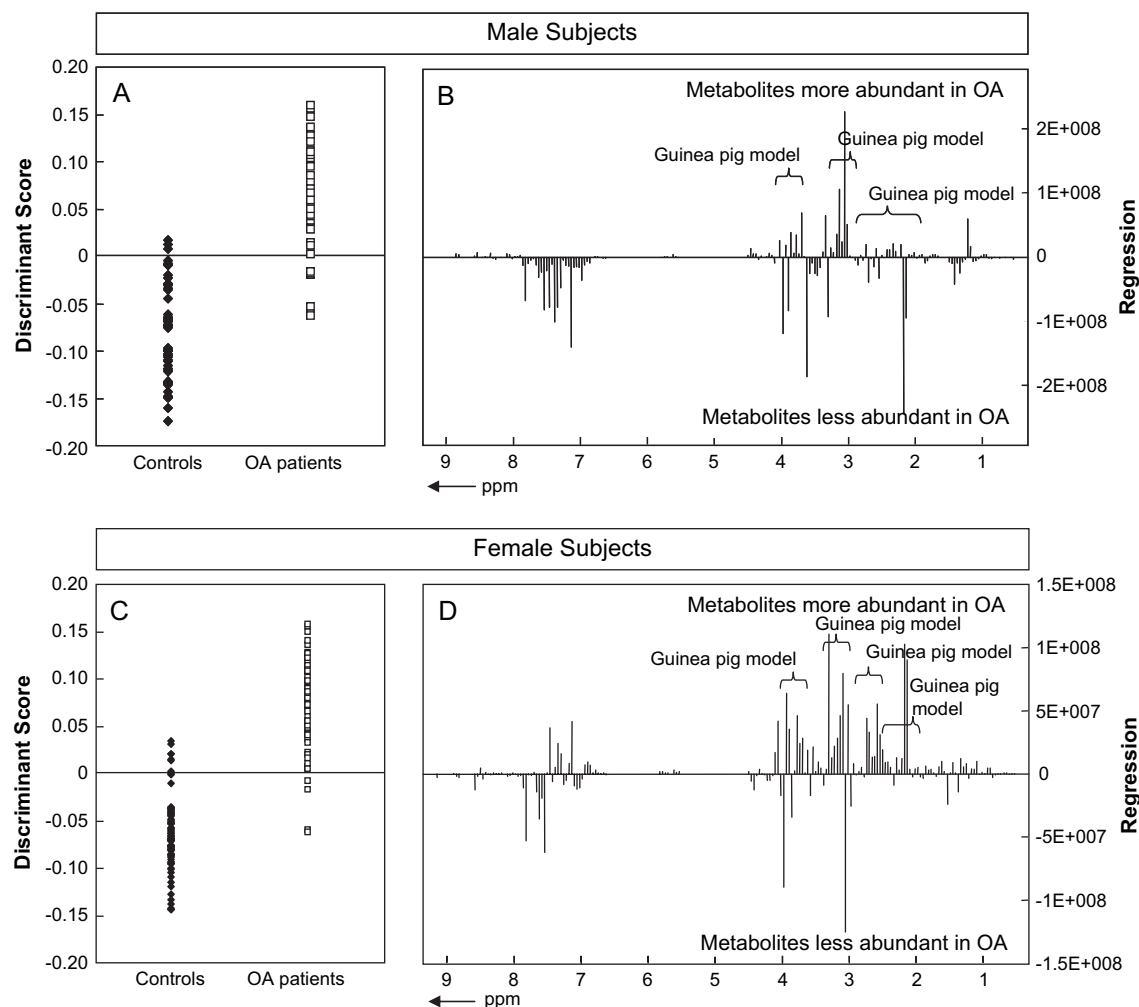 Male Subjects
A
Discriminant Score
0.20
0.15
0.10
0.05
0
-0.05
-0.10
-0.15
-0.20
Controls
OA patients
B
Metabolites more abundant in OA
Guinea pig model
Guinea pig model
Guinea pig model
Metabolites less abundant in OA
2E+008
1E+008
0
-1E+008
-2E+008
Regression
9 8 7 6 5 4 3 2 1
ppm
Female Subjects
C
Discriminant Score
0.20
0.15
0.10
0.05
0
-0.05
-0.10
-0.15
-0.20
Controls
OA patients
D
Metabolites more abundant in OA
Guinea pig model
Guinea pig model
Guinea pig model
Guinea pig
model
Metabolites less abundant in OA
1.5E+008
1E+008
5E+007
0
-5E+007
-1E+008
-1.5E+008
Regression
9 8 7 6 5 4 3 2 1
ppm